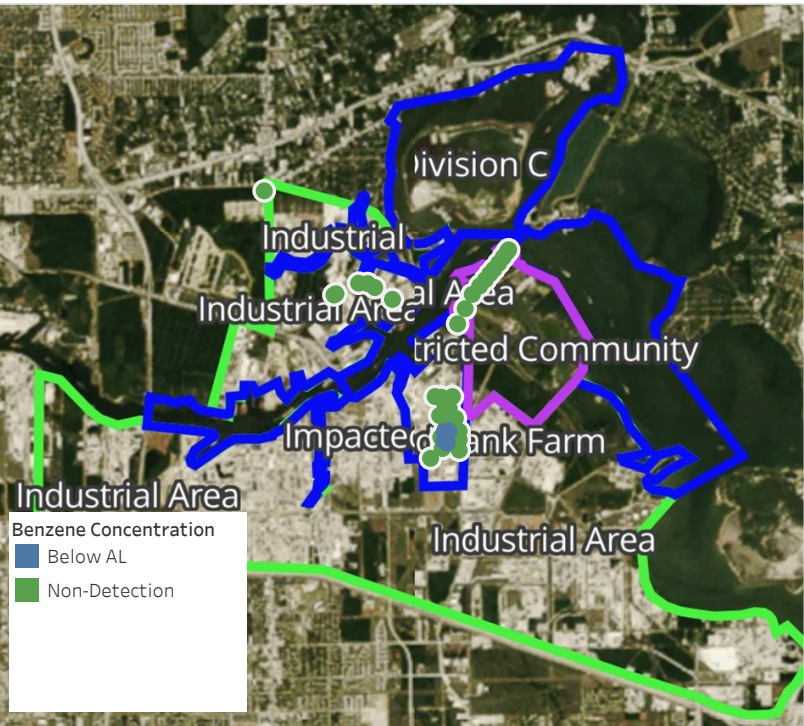 Division C
Industrial
al Area
Industrial Area
tricted Community
Impacted
ank Farm
Industrial Area
Industrial Area
Benzene Concentration
Below AL
Non-Detection